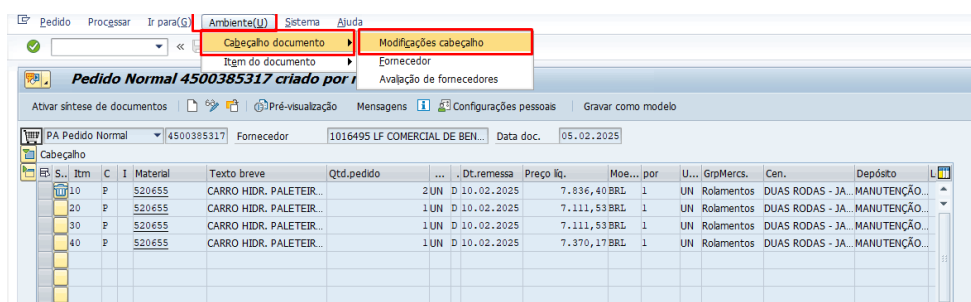 Pedido Processar Ir para(G) Ambiente(U) Sistema Ajuda
Cabeçalho documento Modificações cabeçalho
Item do documento Fornecedor
Avaliação de fornecedores
Pedido Normal 4500385317 criado por
Ativar síntese de documentos Pré-visualização Mensagens Configurações pessoais Gravar como modelo
PA Pedido Normal 4500385317 Fornecedor 1016495 LF COMERCIAL DE BEN... Data doc. 05.02.2025
Cabeçalho
S.. Itm C I Material Texto breve Qtd.pedido ... . Dt.remessa Preço líq. Moe... por U... GrpMercs. Cen. Depósito L
10 P 520655 CARRO HIDR. PALETEIR... 2 UN D 10.02.2025 7.836,40 BRL 1 UN Rolamentos DUAS RODAS - JA... MANUTENÇÃO...
20 P 520655 CARRO HIDR. PALETEIR... 1 UN D 10.02.2025 7.111,53 BRL 1 UN Rolamentos DUAS RODAS - JA... MANUTENÇÃO...
30 P 520655 CARRO HIDR. PALETEIR... 1 UN D 10.02.2025 7.111,53 BRL 1 UN Rolamentos DUAS RODAS - JA... MANUTENÇÃO...
40 P 520655 CARRO HIDR. PALETEIR... 1 UN D 10.02.2025 7.370,17 BRL 1 UN Rolamentos DUAS RODAS - JA... MANUTENÇÃO...